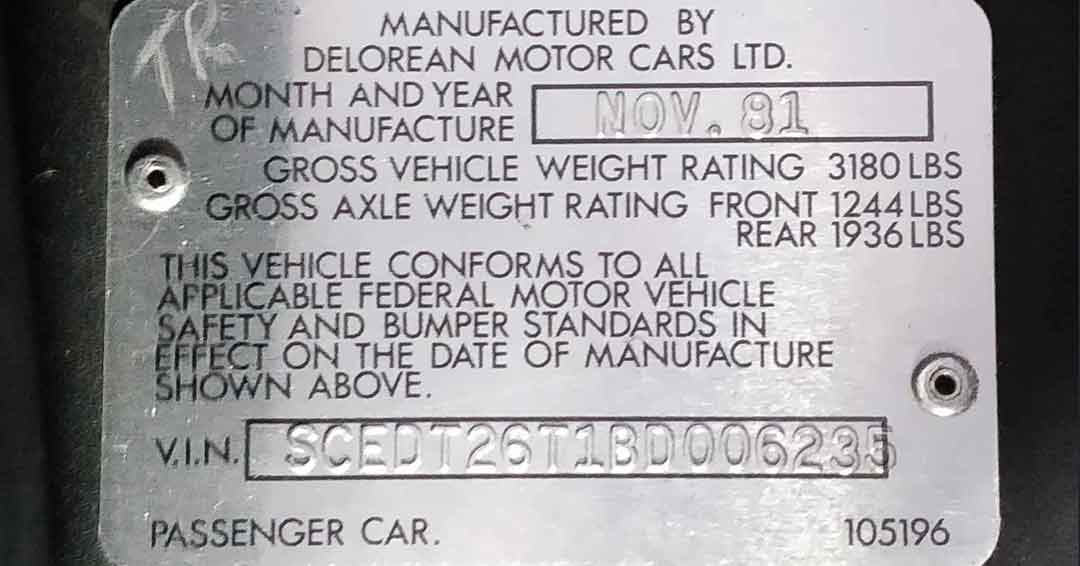 TR
MANUFACTURED BY
DELOREAN MOTOR CARS LTD.
MONTH AND YEAR
OF MANUFACTURE NOV. 81
GROSS VEHICLE WEIGHT RATING 3180 LBS
GROSS AXLE WEIGHT RATING FRONT 1244 LBS
REAR 1936 LBS
THIS VEHICLE CONFORMS TO ALL
APPLICABLE FEDERAL MOTOR VEHICLE
SAFETY AND BUMPER STANDARDS IN
EFFECT ON THE DATE OF MANUFACTURE
SHOWN ABOVE.
V.I.N. SCEDT26T1BD006235
PASSENGER CAR. 105196